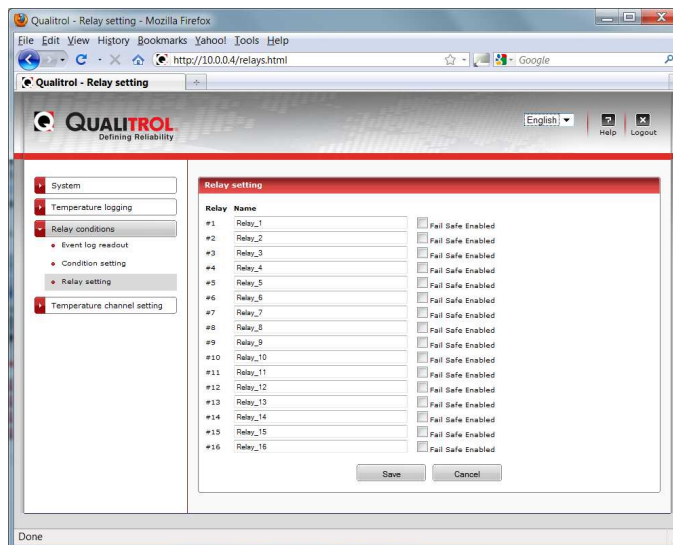 Qualitrol - Relay setting - Mozilla Firefox
File Edit View History Bookmarks Yahoo! Tools Help
http://10.0.0.4/relays.html
Google
Qualitrol - Relay setting
QUALITROL
Defining Reliability
English
Help
Logout
System
Temperature logging
Relay conditions
Event log readout
Condition setting
Relay setting
Temperature channel setting
Relay setting
Relay Name
#1 Relay_1 Fail Safe Enabled
#2 Relay_2 Fail Safe Enabled
#3 Relay_3 Fail Safe Enabled
#4 Relay_4 Fail Safe Enabled
#5 Relay_5 Fail Safe Enabled
#6 Relay_6 Fail Safe Enabled
#7 Relay_7 Fail Safe Enabled
#8 Relay_8 Fail Safe Enabled
#9 Relay_9 Fail Safe Enabled
#10 Relay_10 Fail Safe Enabled
#11 Relay_11 Fail Safe Enabled
#12 Relay_12 Fail Safe Enabled
#13 Relay_13 Fail Safe Enabled
#14 Relay_14 Fail Safe Enabled
#15 Relay_15 Fail Safe Enabled
#16 Relay_16 Fail Safe Enabled
Save Cancel
Done